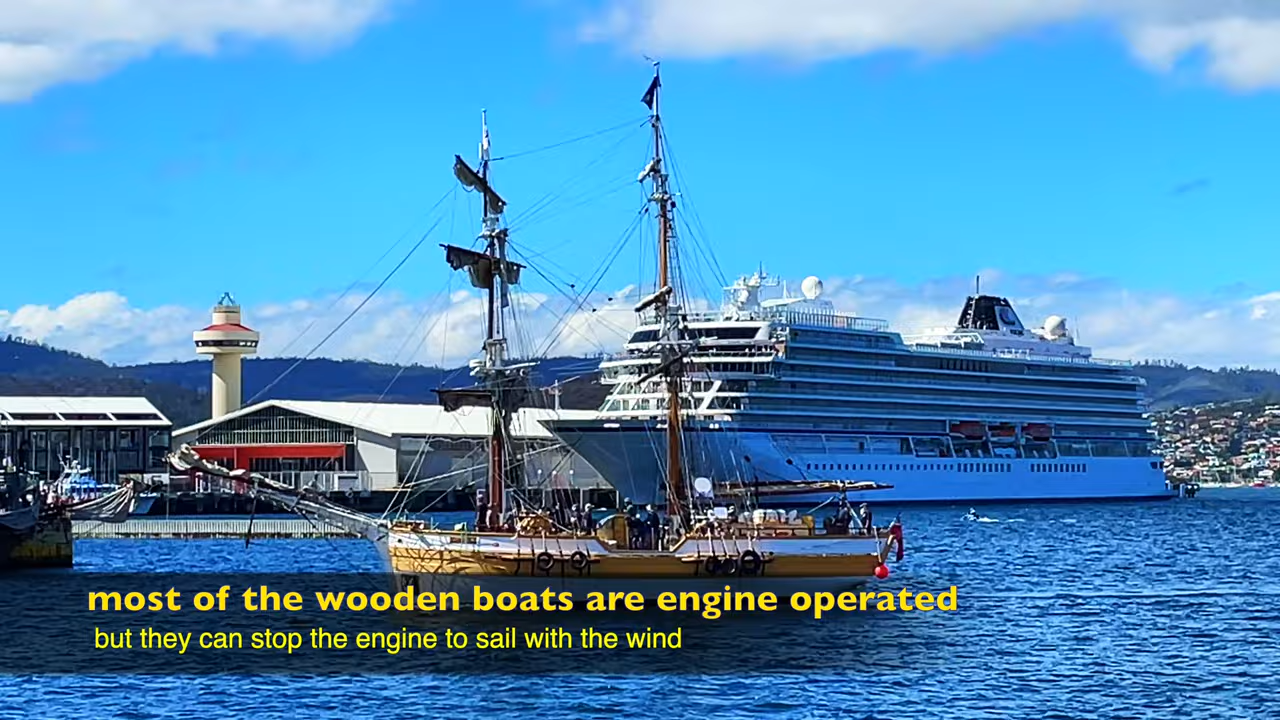 most of the wooden boats are engine operated
but they can stop the engine to sail with the wind